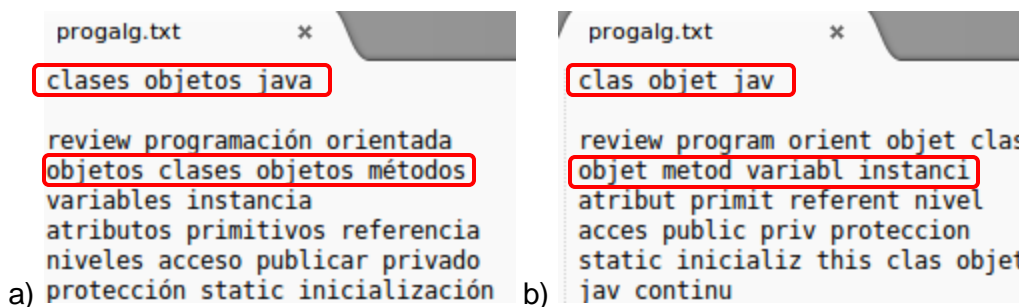 progalg.txt ×
clases objetos java
review programación orientada
objetos clases objetos métodos
variables instancia
atributos primitivos referencia
niveles acceso publicar privado
a) protección static inicialización
progalg.txt ×
clas objet jav
review program orient objet clas
objet metod variabl instanci
atribut primit referent nivel
acces public priv proteccion
static inicializ this clas objet
b) jav continu